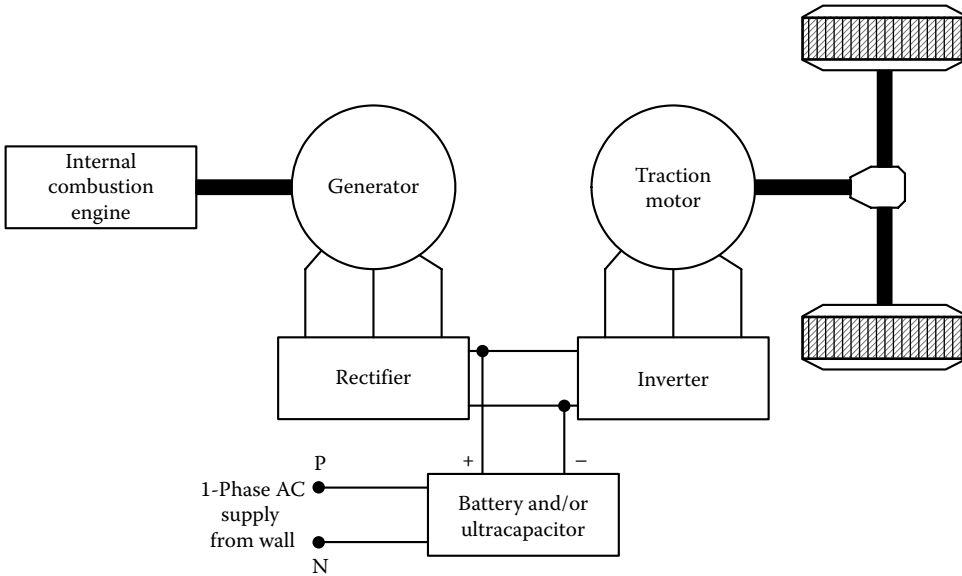 Internal
combustion
engine
Generator
Traction
motor
Rectifier
Inverter
+
−
P
1-Phase AC
supply
from wall
N
Battery and/or
ultracapacitor